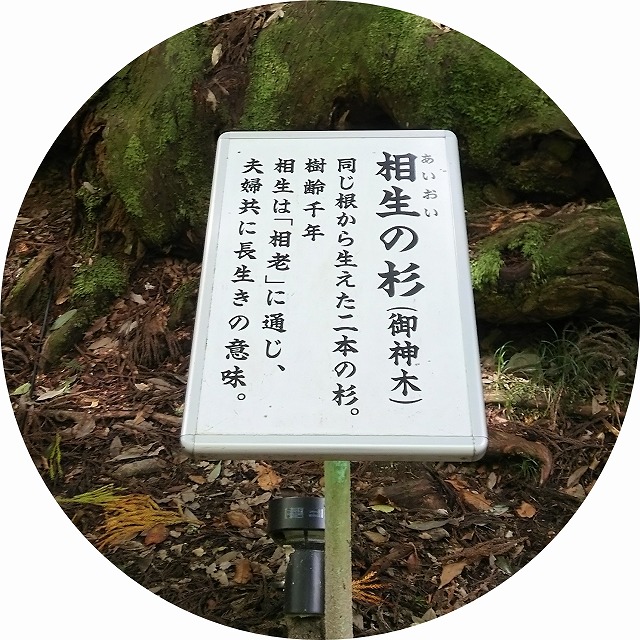 相生の杉(御神木)
あいおい
同じ根から生えた二本の杉。
樹齢千年
相生は「相老」に通じ、
夫婦共に長生きの意味。